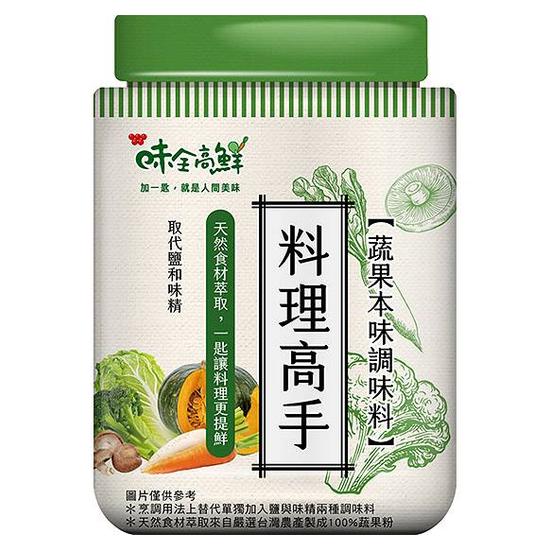 味全高鮮
加一匙,就是人間美味
【蔬果本味調味料】
料理高手
天然食材萃取,一匙讓料理更提鮮
取代鹽和味精
圖片僅供參考
＊烹調用法上替代單獨加入鹽與味精兩種調味料
＊天然食材萃取來自嚴選台灣農產製成100%蔬果粉